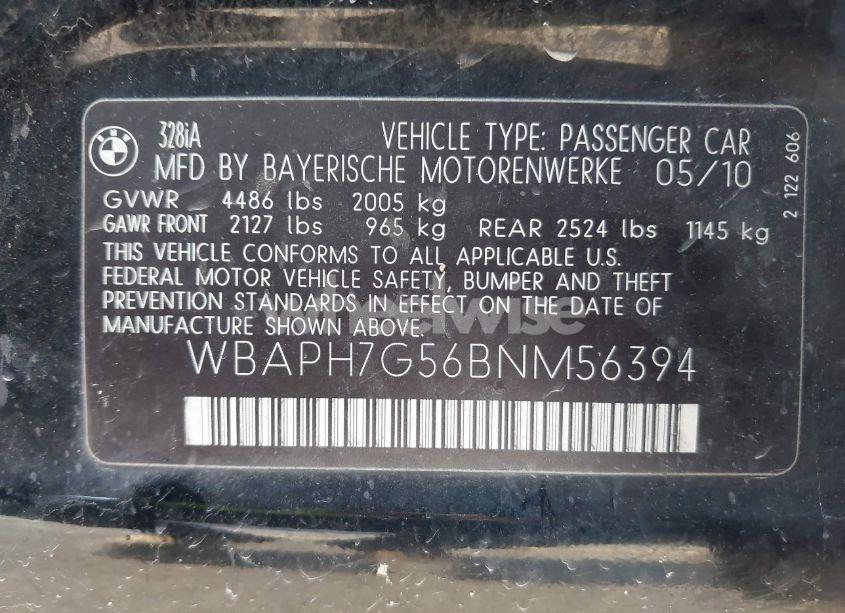 BMW
328iA
VEHICLE TYPE: PASSENGER CAR
MFD BY BAYERISCHE MOTORENWERKE 05/10
GVWR 4486 lbs 2005 kg
GAWR FRONT 2127 lbs 965 kg REAR 2524 lbs 1145 kg
THIS VEHICLE CONFORMS TO ALL APPLICABLE U.S.
FEDERAL MOTOR VEHICLE SAFETY, BUMPER AND THEFT
PREVENTION STANDARDS IN EFFECT ON THE DATE OF
MANUFACTURE SHOWN ABOVE.
WBAPH7G56BNM56394
2 122 606